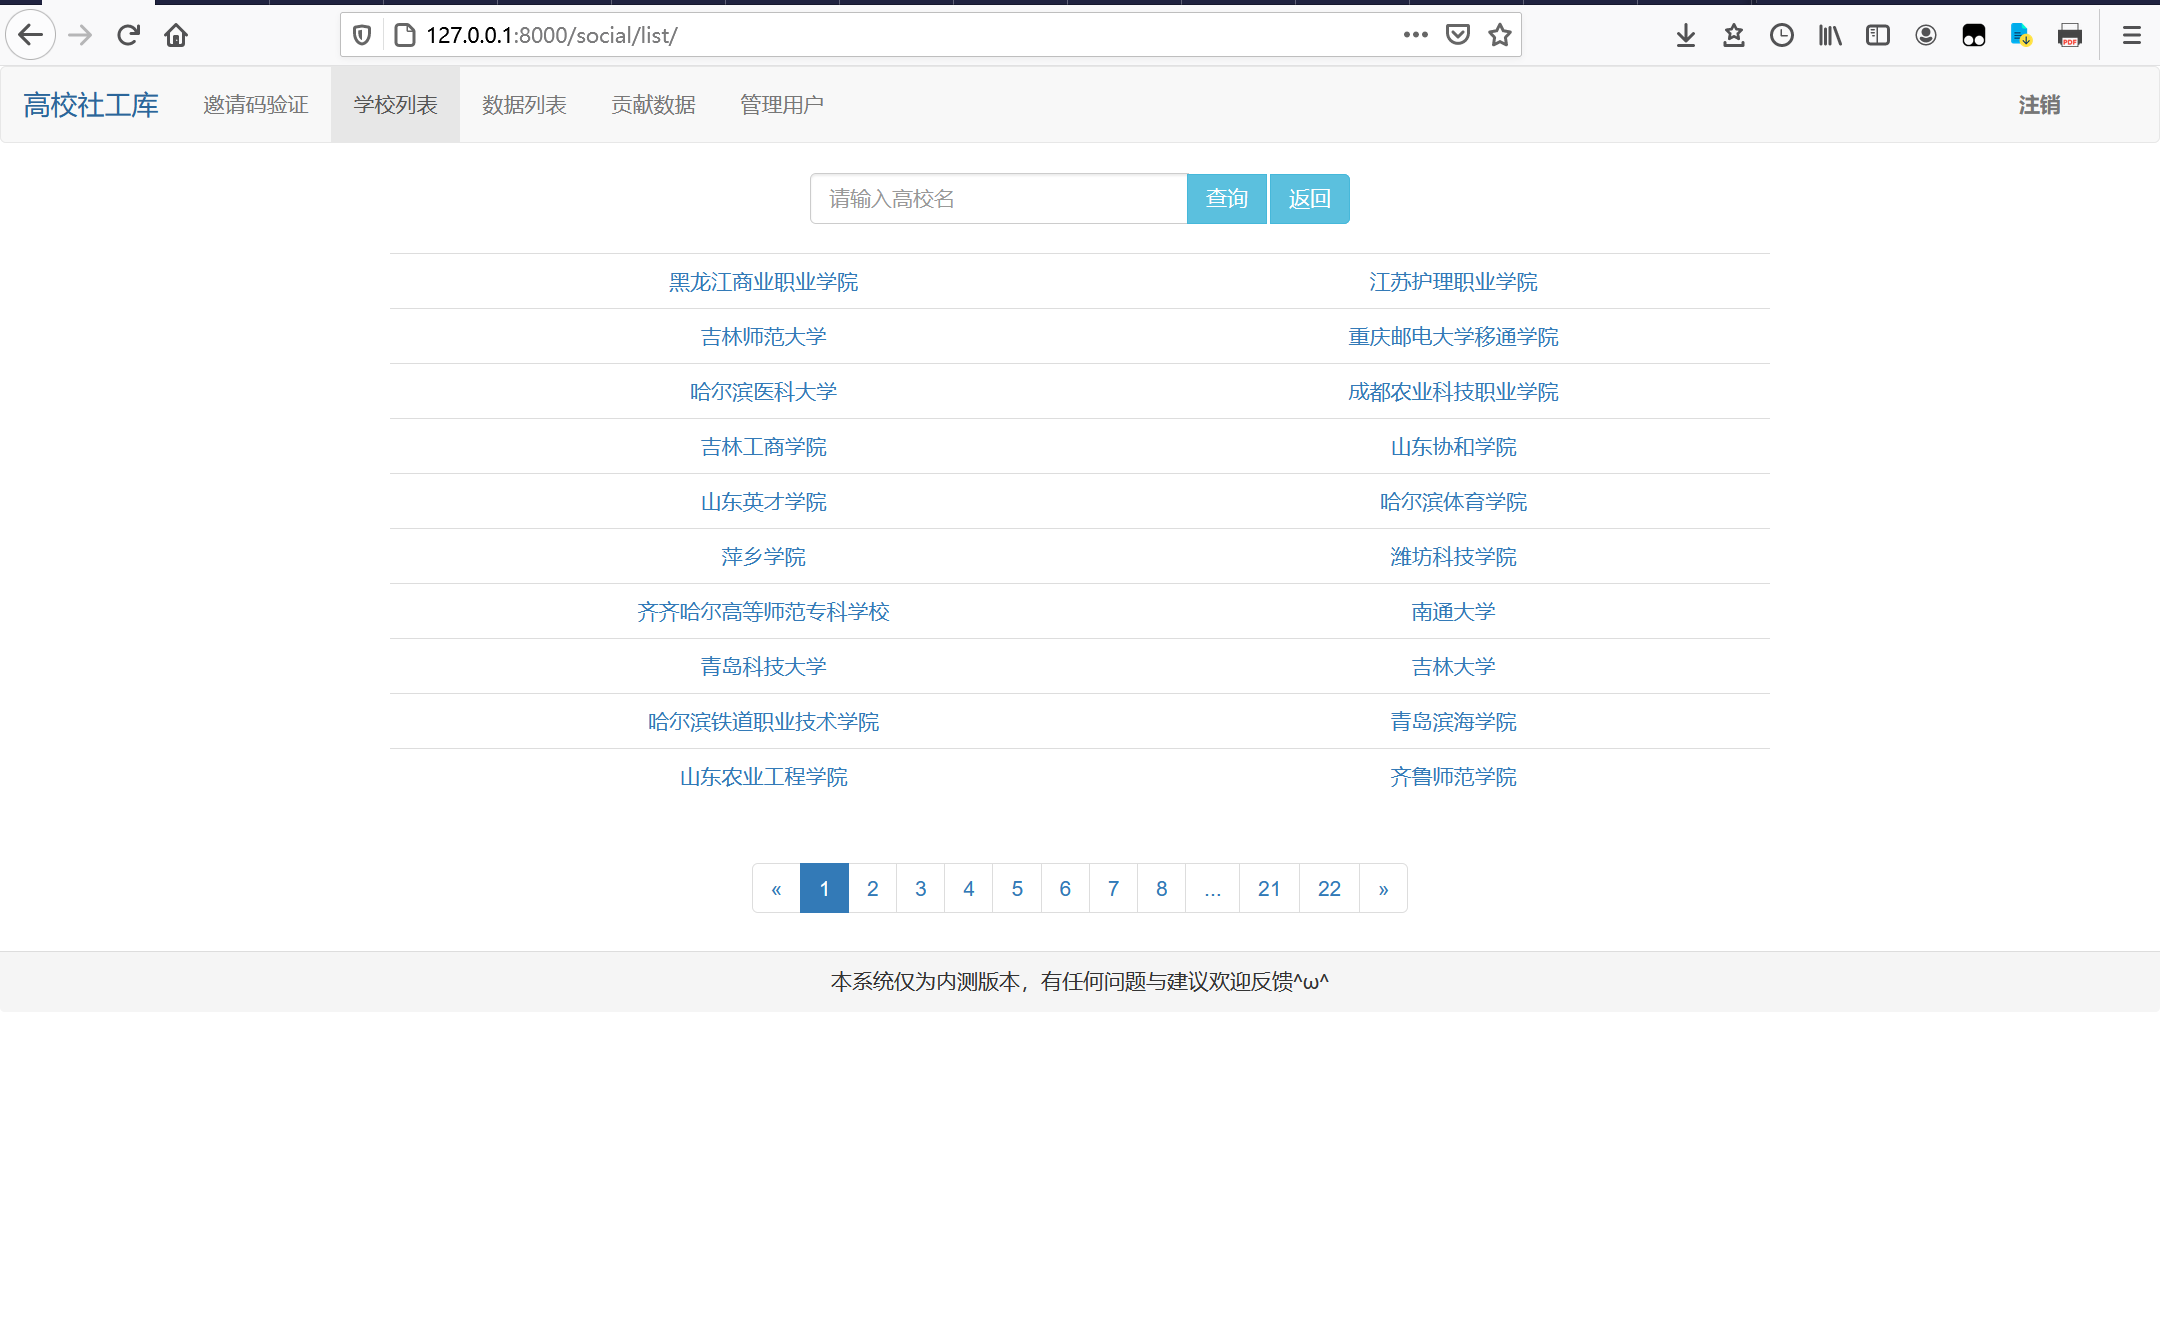 127.0.0.1:8000/social/list/
高校社工库 邀请码验证 学校列表 数据列表 贡献数据 管理用户 注销
请输入高校名 查询 返回
黑龙江商业职业学院 江苏护理职业学院
吉林师范大学 重庆邮电大学移通学院
哈尔滨医科大学 成都农业科技职业学院
吉林工商学院 山东协和学院
山东英才学院 哈尔滨体育学院
萍乡学院 潍坊科技学院
齐齐哈尔高等师范专科学校 南通大学
青岛科技大学 吉林大学
哈尔滨铁道职业技术学院 青岛滨海学院
山东农业工程学院 齐鲁师范学院
« 1 2 3 4 5 6 7 8 ... 21 22 »
本系统仅为内测版本，有任何问题与建议欢迎反馈^ω^